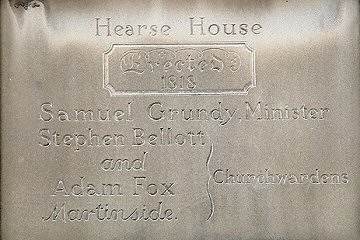 Hearse House
Erected
1818
Samuel Grundy, Minister
Stephen Bellott
and
Adam Fox
Churchwardens
Martinside.